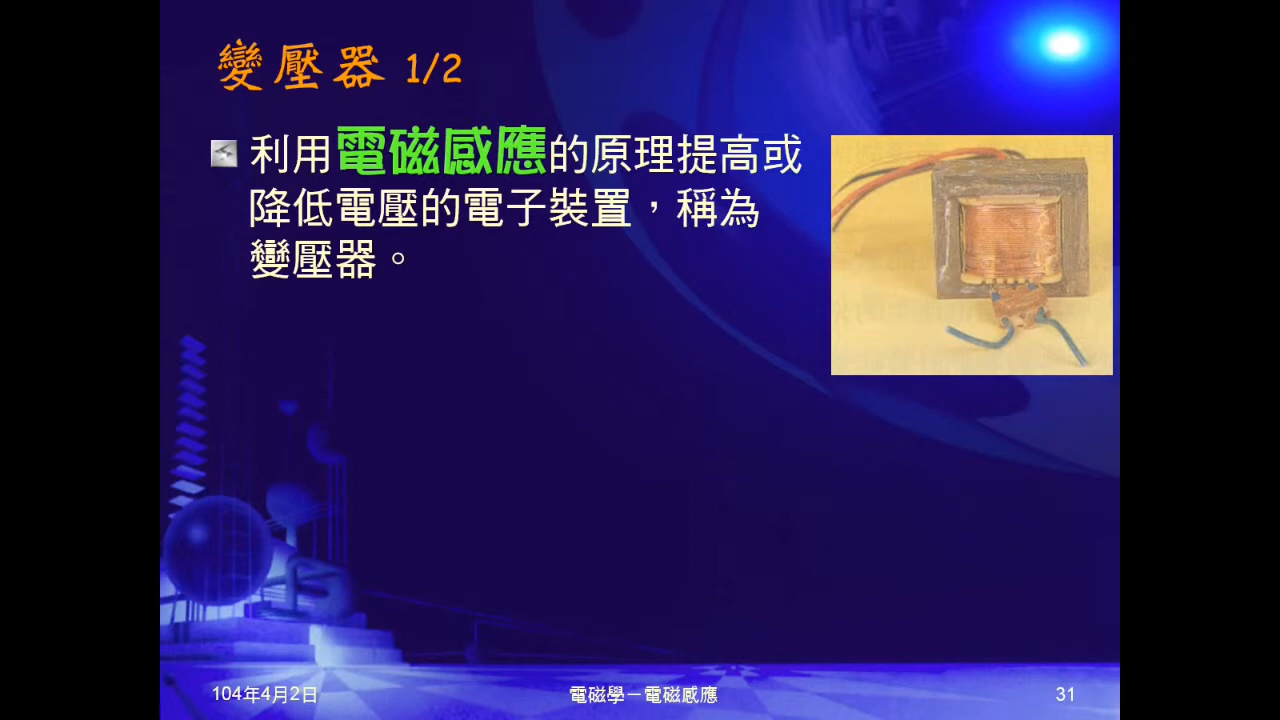 變壓器 1/2
利用電磁感應的原理提高或
降低電壓的電子裝置，稱為
變壓器。
104年4月2日
電磁學－電磁感應
31